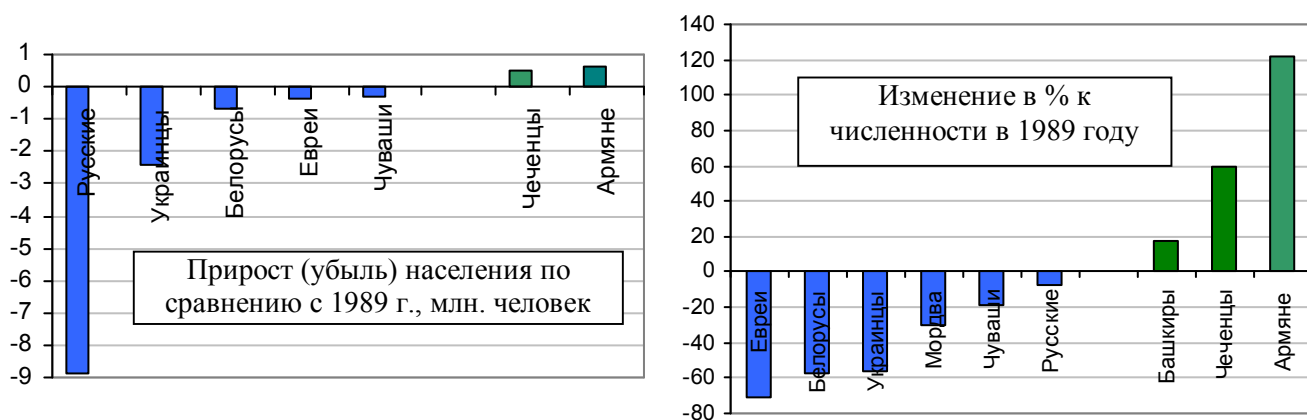 1
0
-1
-2
-3
-4
-5
-6
-7
-8
-9
Русские
Украинцы
Белорусы
Евреи
Чуваши
Чеченцы
Армяне
Прирост (убыль) населения по
сравнению с 1989 г., млн. человек
140
120
100
80
60
40
20
0
-20
-40
-60
-80
Изменение в % к
численности в 1989 году
Евреи
Белорусы
Украинцы
Мордва
Чуваши
Русские
Башкиры
Чеченцы
Армяне